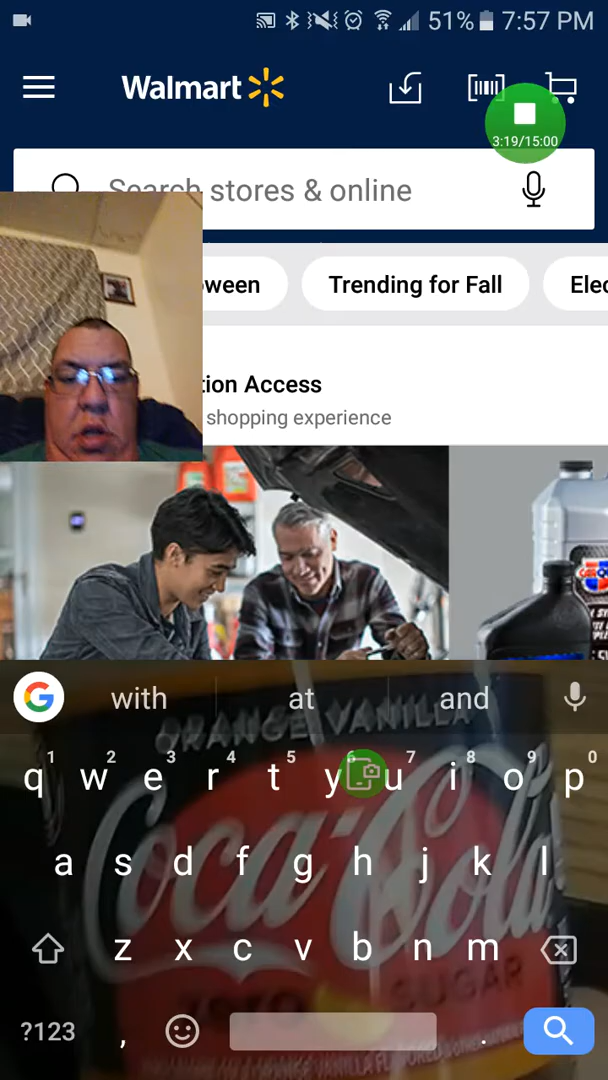 51% 7:57 PM
Walmart
3:19/15:00
Search stores & online
ween
Trending for Fall
Elec
tion Access
shopping experience
G
with at and
ORANGE VANILLA
1 2 3 4 5 6 7 8 9 0
q w e r t y u i o p
a s d f g h j k l
Coca-Cola
z x c v b n m
ZERO SUGAR
?123 , .